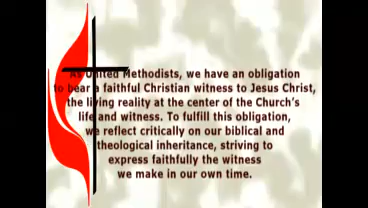 As United Methodists, we have an obligation
to bear a faithful Christian witness to Jesus Christ,
the living reality at the center of the Church's
life and witness. To fulfill this obligation,
we reflect critically on our biblical and
theological inheritance, striving to
express faithfully the witness
we make in our own time.